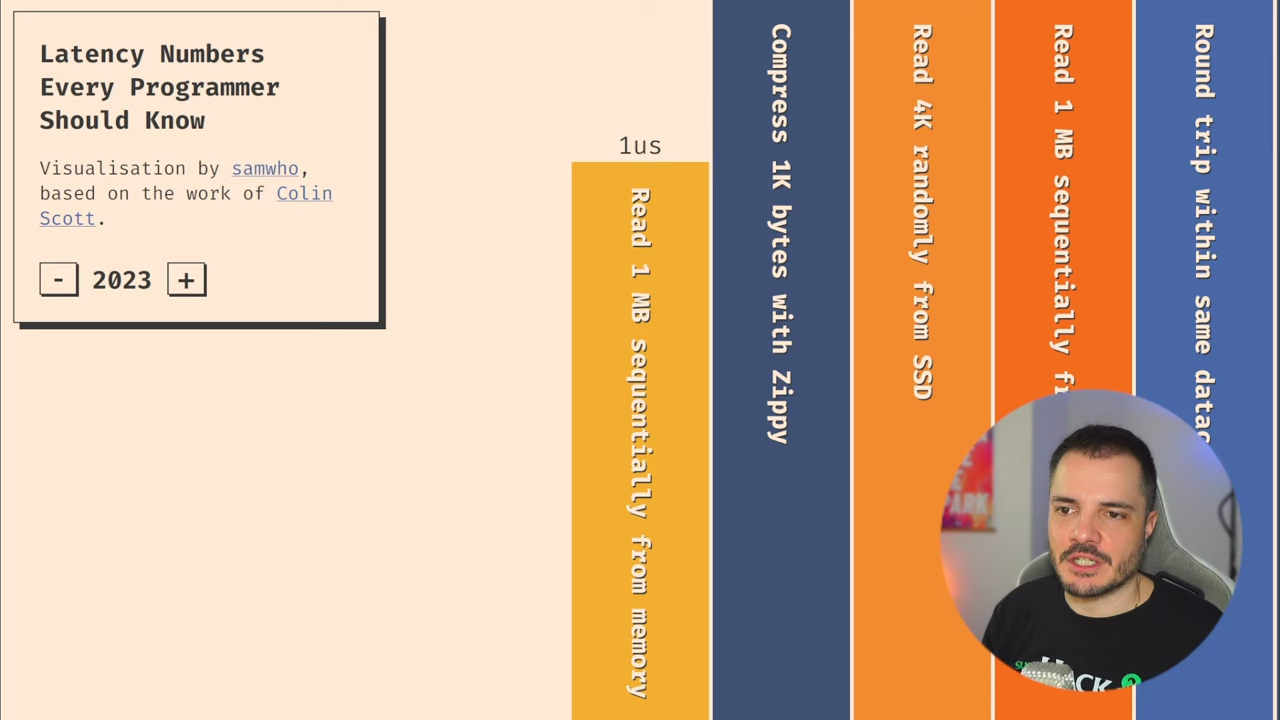 Latency Numbers
Every Programmer
Should Know
Visualisation by samwho,
based on the work of Colin
Scott.
- 2023 +
1us
Read 1 MB sequentially from memory
Compress 1K bytes with Zippy
Read 4K randomly from SSD
Read 1 MB sequentially
Round trip within same
PARK